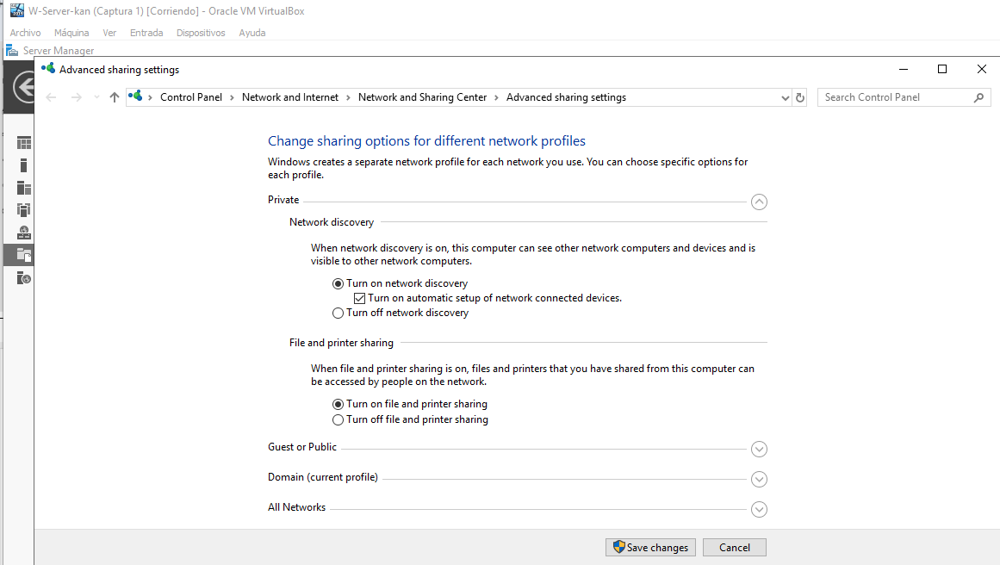 W-Server-kan (Captura 1) [Corriendo] - Oracle VM VirtualBox
Archivo Máquina Ver Entrada Dispositivos Ayuda
Server Manager
Advanced sharing settings
Control Panel > Network and Internet > Network and Sharing Center > Advanced sharing settings
Search Control Panel
Change sharing options for different network profiles
Windows creates a separate network profile for each network you use. You can choose specific options for
each profile.
Private
Network discovery
When network discovery is on, this computer can see other network computers and devices and is
visible to other network computers.
Turn on network discovery
Turn on automatic setup of network connected devices.
Turn off network discovery
File and printer sharing
When file and printer sharing is on, files and printers that you have shared from this computer can
be accessed by people on the network.
Turn on file and printer sharing
Turn off file and printer sharing
Guest or Public
Domain (current profile)
All Networks
Save changes
Cancel